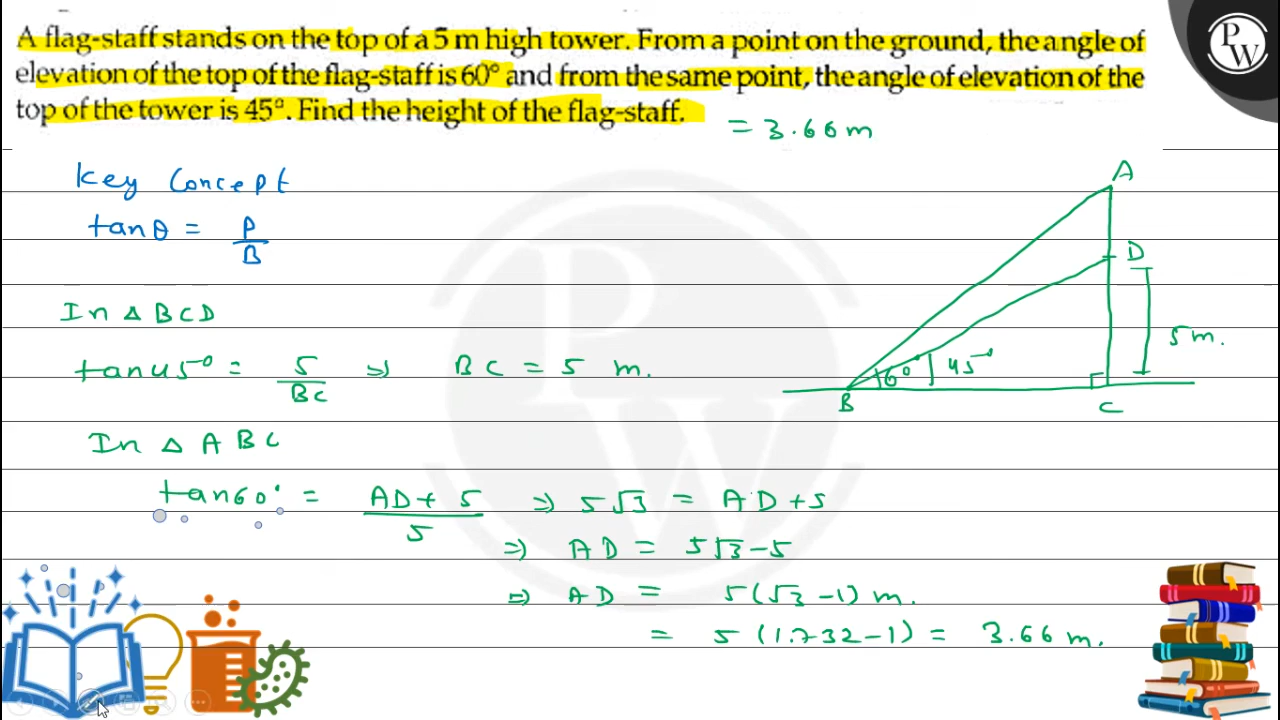 A flag-staff stands on the top of a 5 m high tower. From a point on the ground, the angle of
elevation of the top of the flag-staff is 60° and from the same point, the angle of elevation of the
top of the tower is 45°. Find the height of the flag-staff.
= 3.66 m
PW
Key Concept
tanθ = P/B
In △ BCD
tan45° = 5/BC ⇒ BC = 5 m.
In △ ABC
tan60° = AD + 5/5 ⇒ 5√3 = AD + 5
⇒ AD = 5√3 - 5
⇒ AD = 5(√3 - 1) m.
= 5 (1.732 - 1) = 3.66 m.
A
D
5 m.
60°
45°
B
C
PW